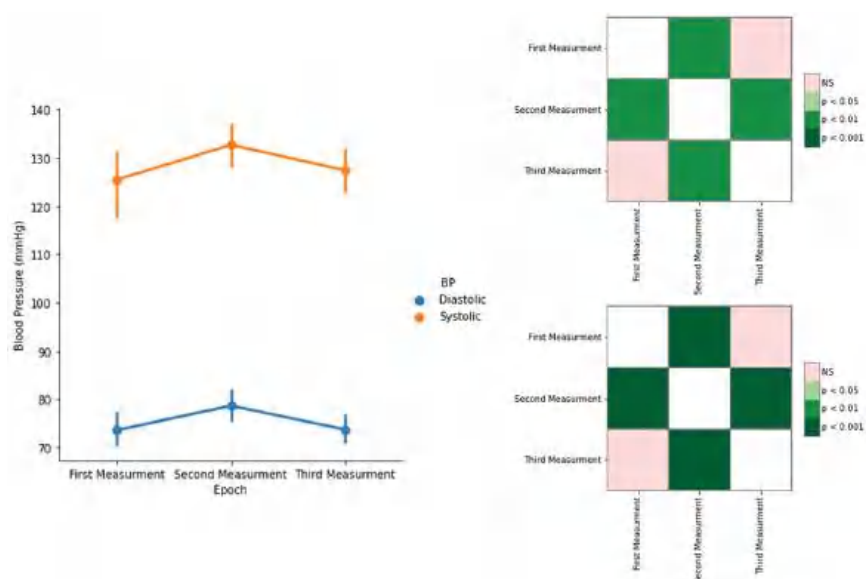 140
130
120
110
100
90
80
70
Blood Pressure (mmHg)
First Measurment
Second Measurment
Third Measurment
Epoch
BP
Diastolic
Systolic
First Measurment
Second Measurment
Third Measurment
First Measurment
Second Measurment
Third Measurment
NS
p < 0.05
p < 0.01
p < 0.001
First Measurment
Second Measurment
Third Measurment
First Measurment
Second Measurment
Third Measurment
NS
p < 0.05
p < 0.01
p < 0.001